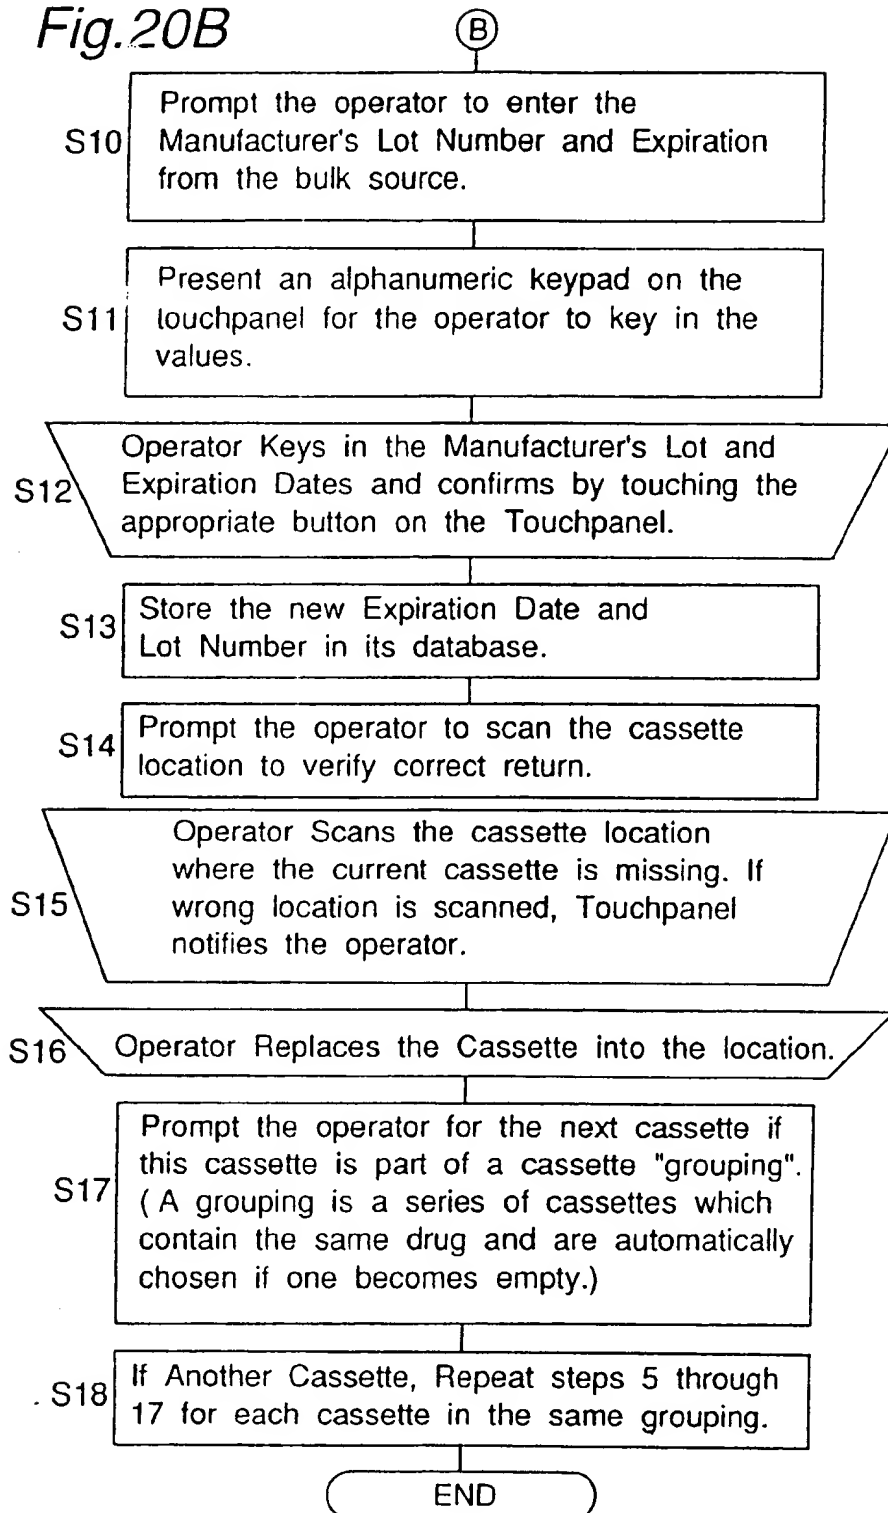 Fig.20B
B
S10
Prompt the operator to enter the
Manufacturer's Lot Number and Expiration
from the bulk source.
S11
Present an alphanumeric keypad on the
touchpanel for the operator to key in the
values.
S12
Operator Keys in the Manufacturer's Lot and
Expiration Dates and confirms by touching the
appropriate button on the Touchpanel.
S13
Store the new Expiration Date and
Lot Number in its database.
S14
Prompt the operator to scan the cassette
location to verify correct return.
S15
Operator Scans the cassette location
where the current cassette is missing. If
wrong location is scanned, Touchpanel
notifies the operator.
S16
Operator Replaces the Cassette into the location.
S17
Prompt the operator for the next cassette if
this cassette is part of a cassette "grouping".
( A grouping is a series of cassettes which
contain the same drug and are automatically
chosen if one becomes empty.)
S18
If Another Cassette, Repeat steps 5 through
17 for each cassette in the same grouping.
END